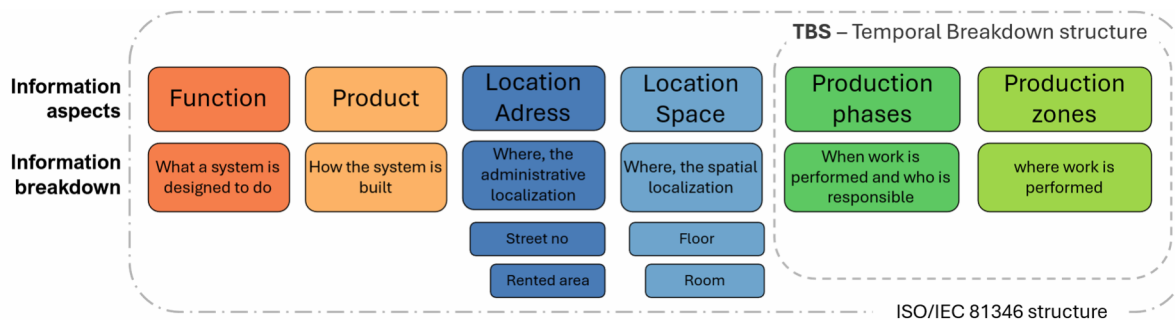 TBS – Temporal Breakdown structure
Information
aspects
Function
Product
Location
Adress
Location
Space
Production
phases
Production
zones
Information
breakdown
What a system is
designed to do
How the system is
built
Where, the
administrative
localization
Where, the spatial
localization
When work is
performed and who is
responsible
where work is
performed
Street no
Floor
Rented area
Room
ISO/IEC 81346 structure